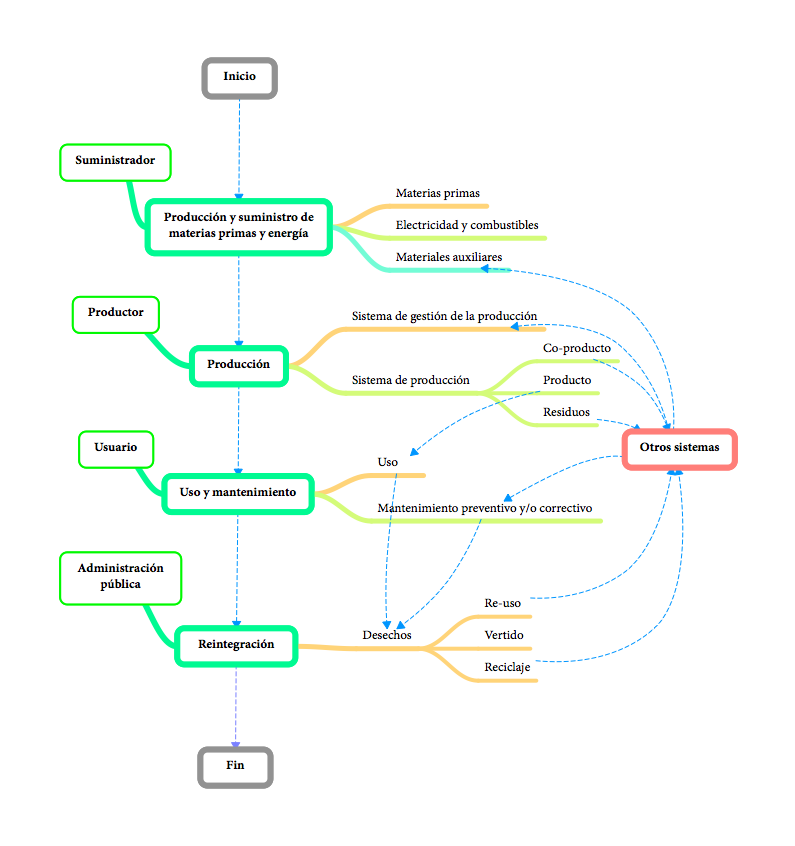 Inicio
Suministrador
Producción y suministro de
materias primas y energía
Materias primas
Electricidad y combustibles
Materiales auxiliares
Productor
Producción
Sistema de gestión de la producción
Sistema de producción
Co-producto
Producto
Residuos
Otros sistemas
Usuario
Uso y mantenimiento
Uso
Mantenimiento preventivo y/o correctivo
Administración
pública
Reintegración
Desechos
Re-uso
Vertido
Reciclaje
Fin